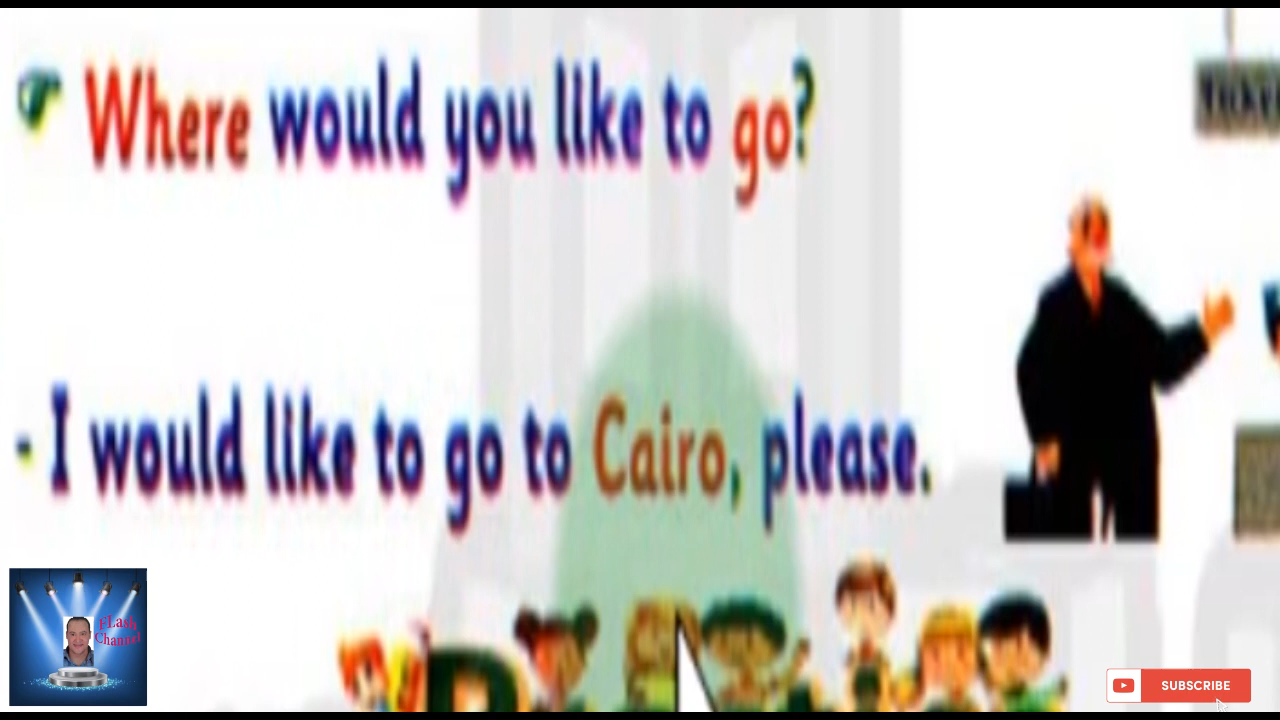 Where would you like to go?
- I would like to go to Cairo, please.
FLash
Channel
SUBSCRIBE